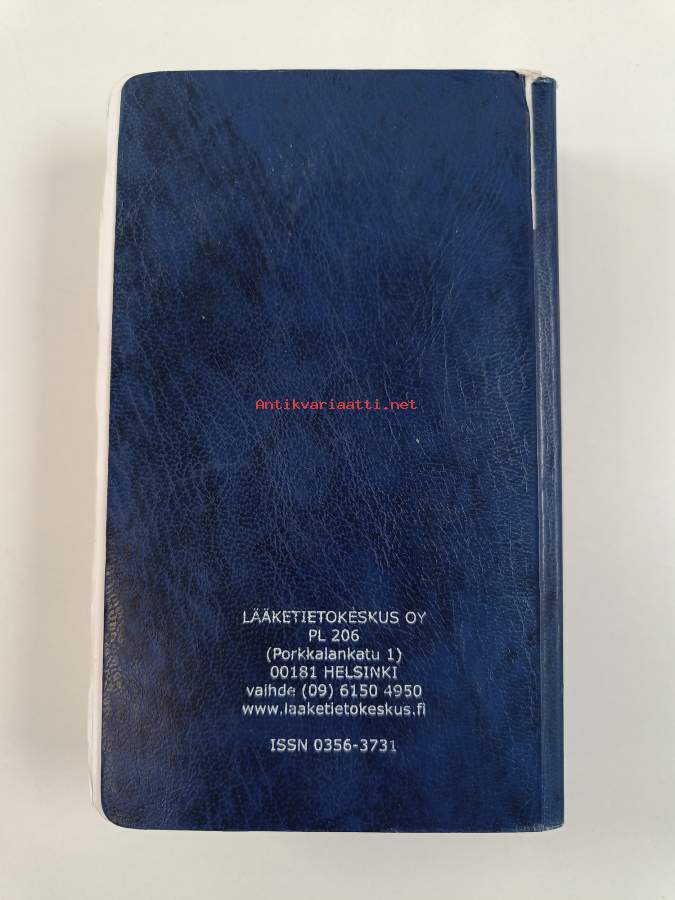 Antikvariaatti.net
LÄÄKETIETOKESKUS OY
PL 206
(Porkkalankatu 1)
00181 HELSINKI
vaihde (09) 6150 4950
www.laaketietokeskus.fi
ISSN 0356-3731